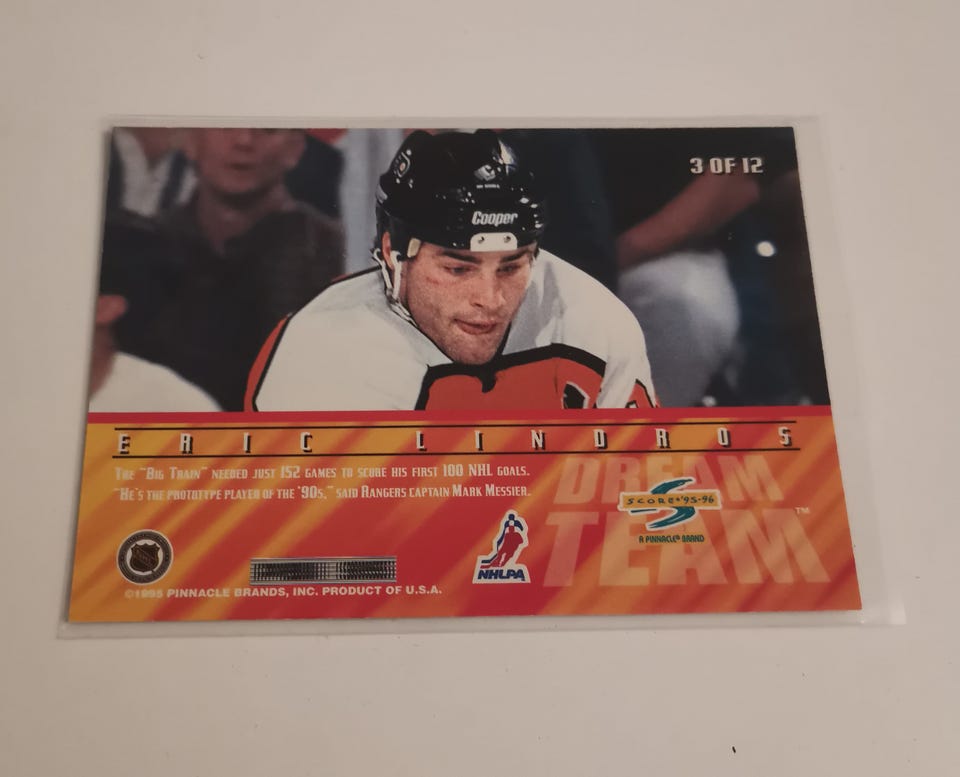 3 OF 12
Cooper
ERIC LINDROS
THE "BIG TRAIN" NEEDED JUST 152 GAMES TO SCORE HIS FIRST 100 NHL GOALS.
"HE'S THE PROTOTYPE PLAYER OF THE '90S," SAID RANGERS CAPTAIN MARK MESSIER.
DREAM
TEAM™
SCORE '95-96
A PINNACLE® BRAND
NHLPA
©1995 PINNACLE BRANDS, INC. PRODUCT OF U.S.A.